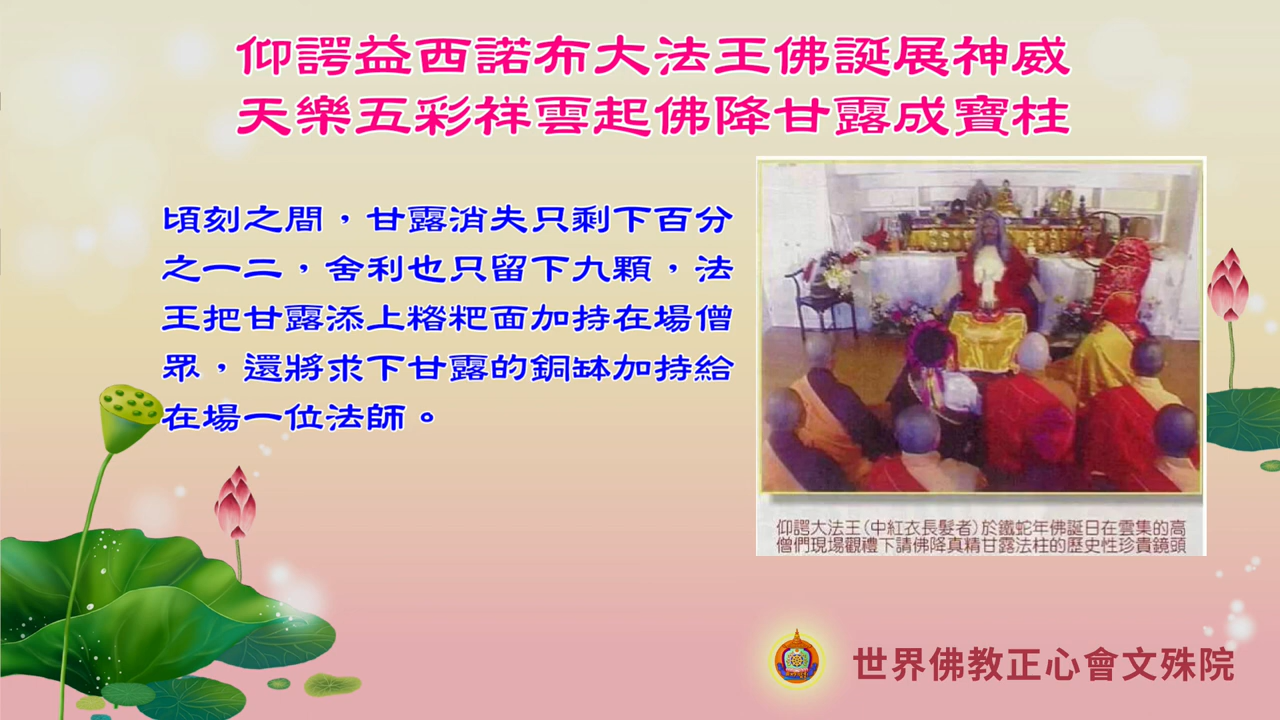 仰諤益西諾布大法王佛誕展神威
天樂五彩祥雲起佛降甘露成寶柱
頃刻之間，甘露消失只剩下百分
之一二，舍利也只留下九顆，法
王把甘露添上糌粑面加持在場僧
眾，還將求下甘露的銅缽加持給
在場一位法師。
仰諤大法王（中紅衣長髮者）於鐵蛇年佛誕日在雲集的高
僧們現場觀禮下請佛降真精甘露法柱的歷史性珍貴鏡頭
世界佛教正心會文殊院